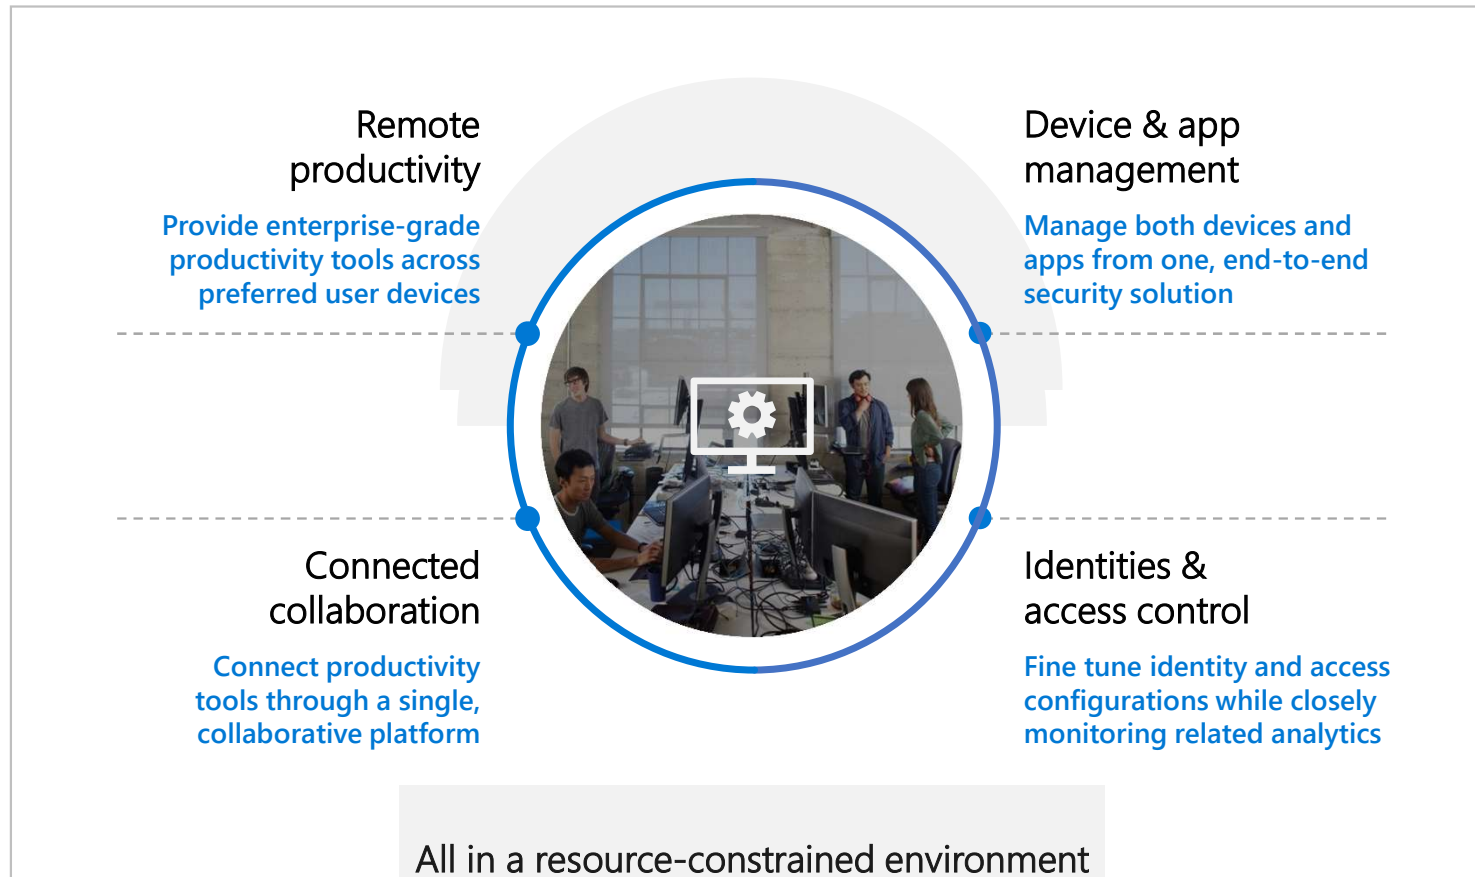 Remote
productivity
Provide enterprise-grade
productivity tools across
preferred user devices
Device & app
management
Manage both devices and
apps from one, end-to-end
security solution
Connected
collaboration
Connect productivity
tools through a single,
collaborative platform
Identities &
access control
Fine tune identity and access
configurations while closely
monitoring related analytics
All in a resource-constrained environment